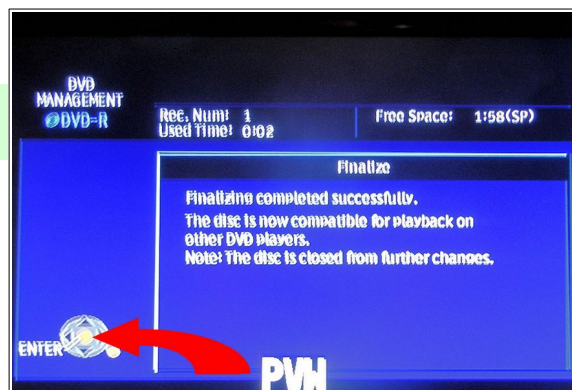 DVD
MANAGEMENT
DVD-R
Rec. Num: 1
Used Time: 0:02
Free Space: 1:58(SP)
Finalize
Finalizing completed successfully.
The disc is now compatible for playback on
other DVD players.
Note: The disc is closed from further changes.
ENTER
PVW